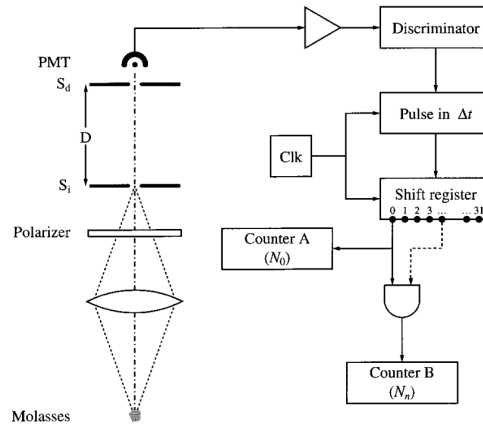 PMT
S_d
D
S_i
Polarizer
Molasses
Discriminator
Pulse in Δt
Clk
Shift register
0 1 2 3 ... ... 31
Counter A
(N_0)
Counter B
(N_n)